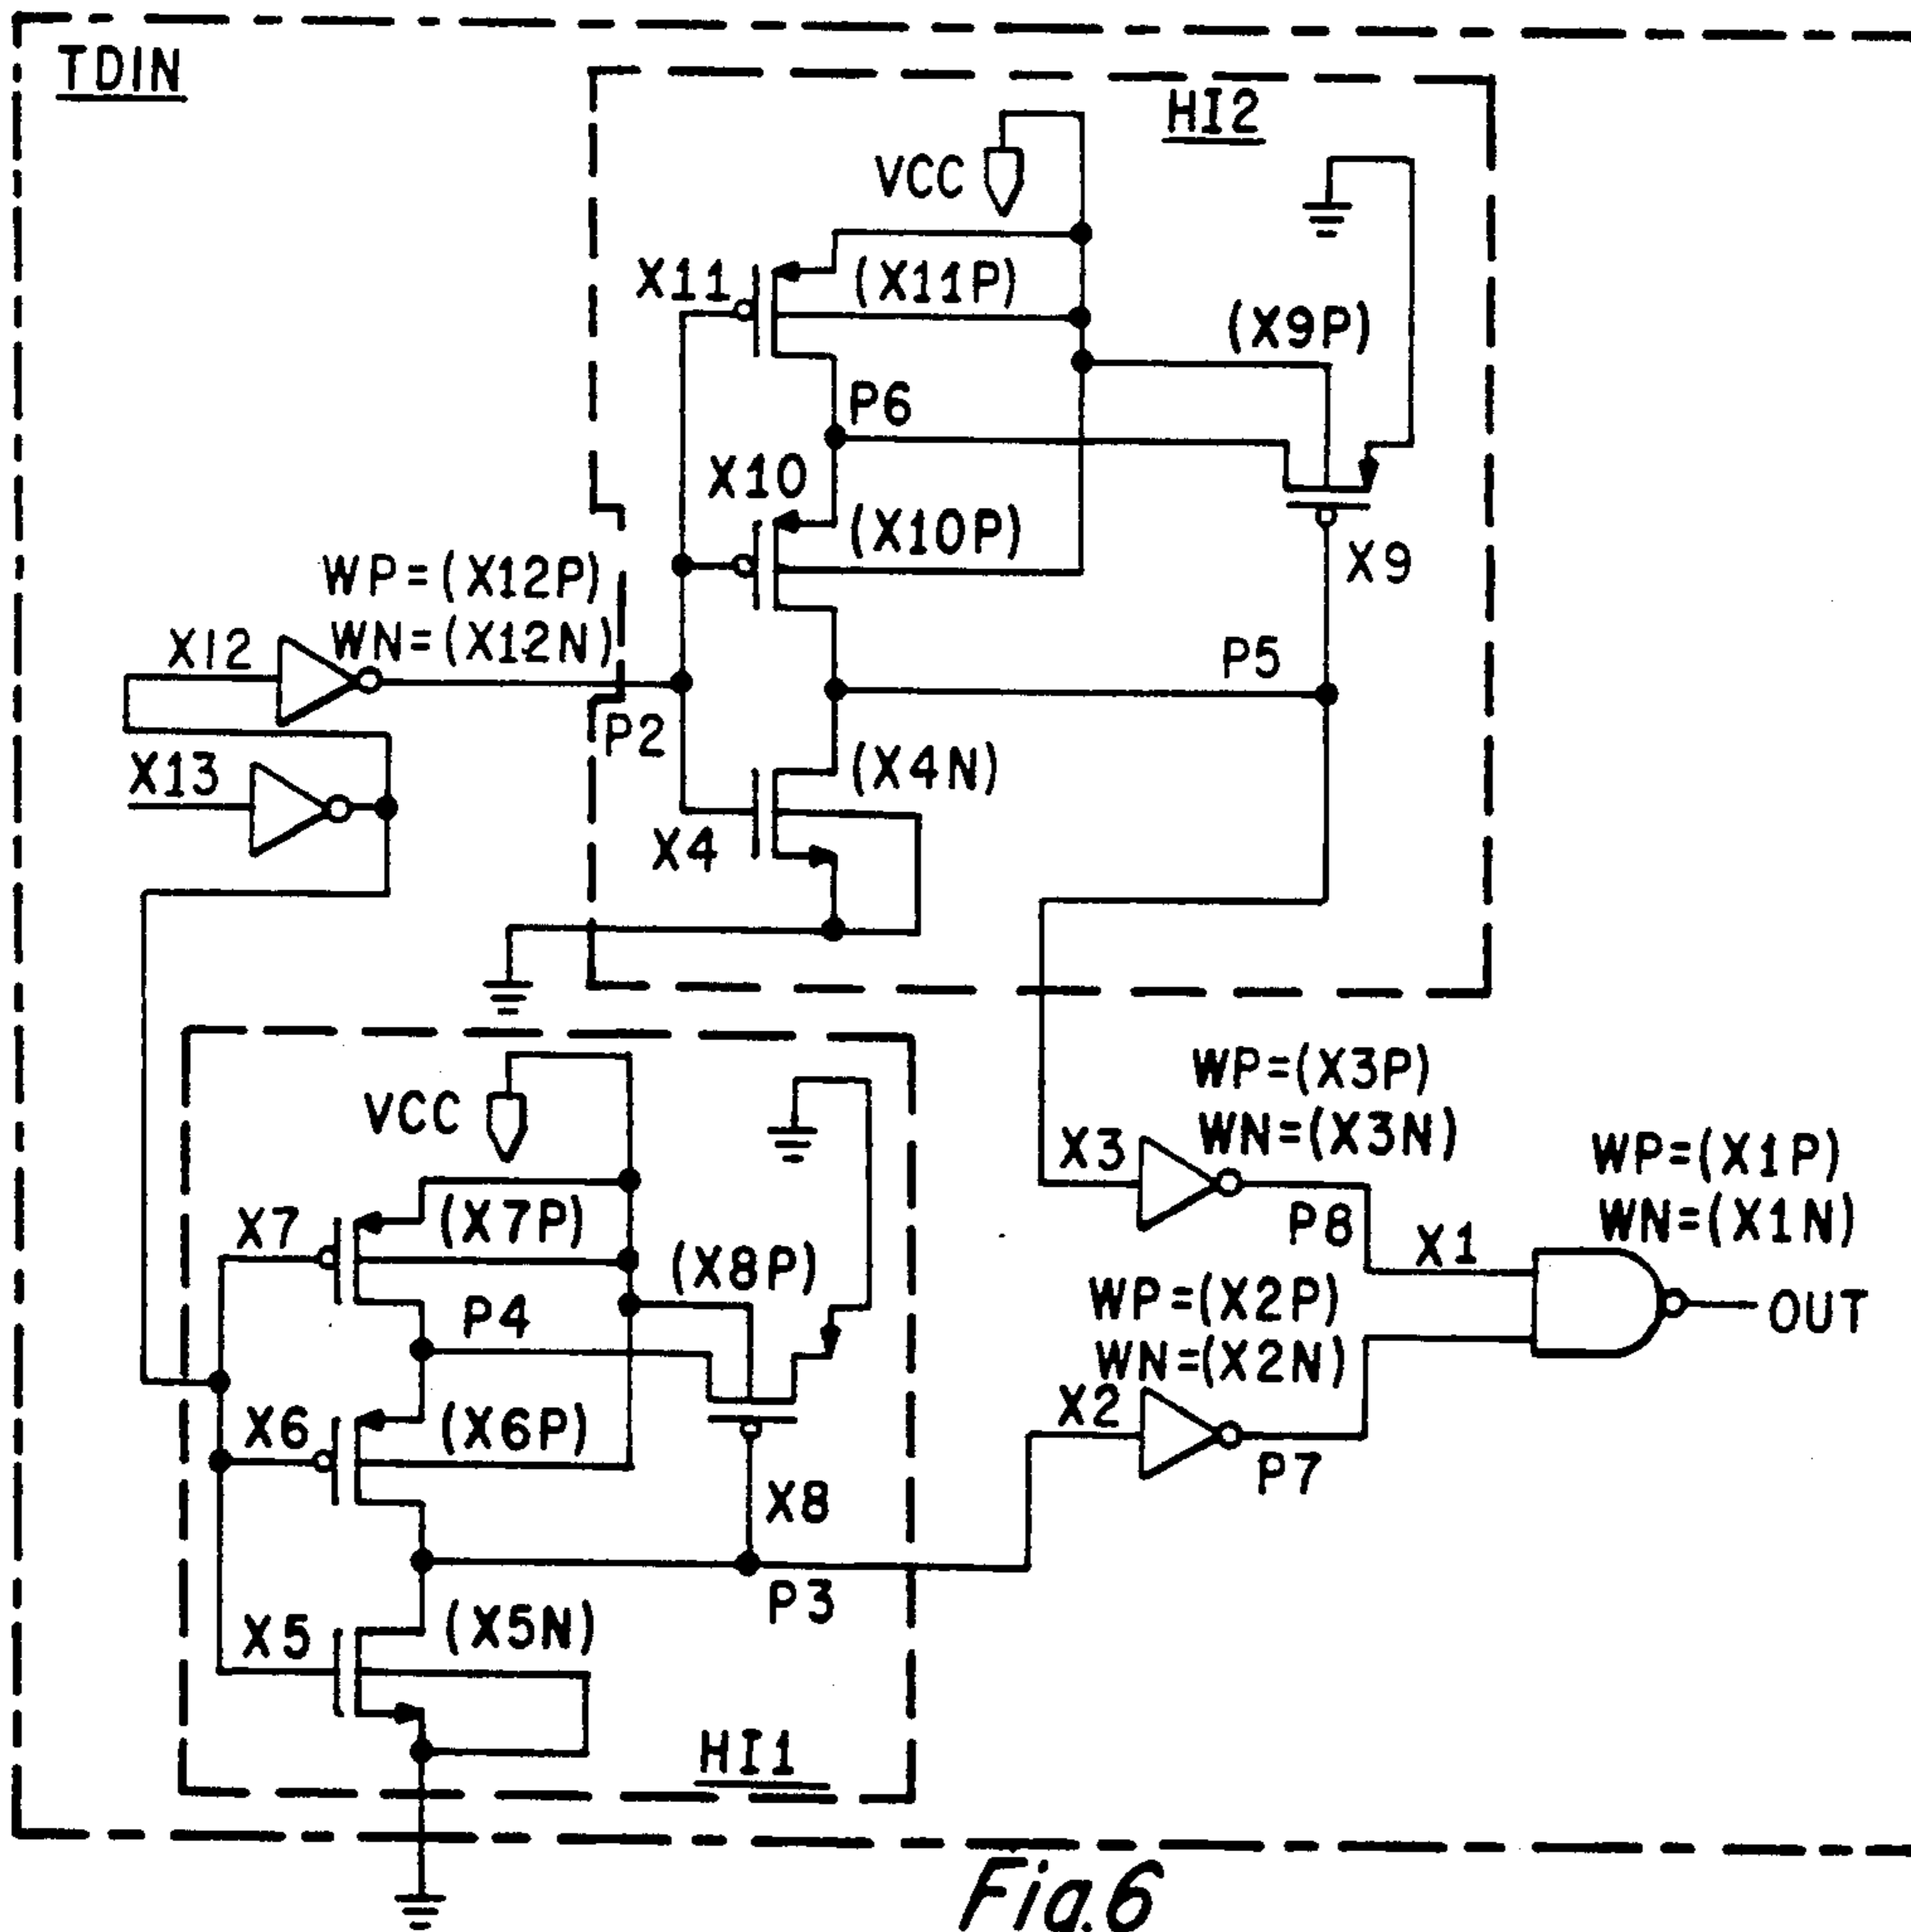 TDIN
HI2
VCC
X11
(X11P)
(X9P)
P6
X10
(X10P)
X9
WP=(X12P)
WN=(X12N)
X12
P5
P2
X13
(X4N)
X4
WP=(X3P)
WN=(X3N)
VCC
X3
WP=(X1P)
WN=(X1N)
X7
(X7P)
(X8P)
P8
X1
P4
WP=(X2P)
WN=(X2N)
OUT
X6
(X6P)
X2
P7
X8
P3
X5
(X5N)
HI1
Fig.6